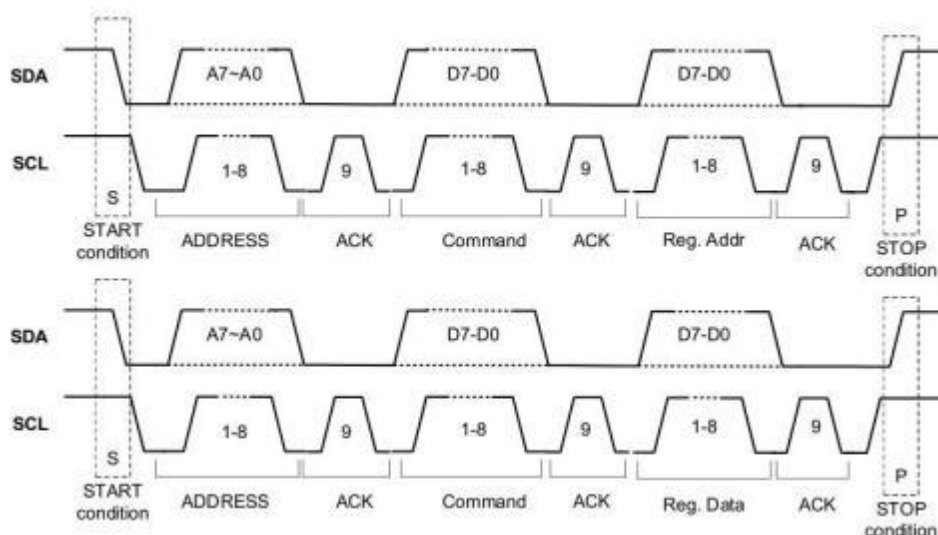 SDA A7~A0 D7-D0 D7-D0
SCL 1-8 9 1-8 9 1-8 9
S P
START condition ADDRESS ACK Command ACK Reg. Addr ACK STOP condition
SDA A7~A0 D7-D0 D7-D0
SCL 1-8 9 1-8 9 1-8 9
S P
START condition ADDRESS ACK Command ACK Reg. Data ACK STOP condition